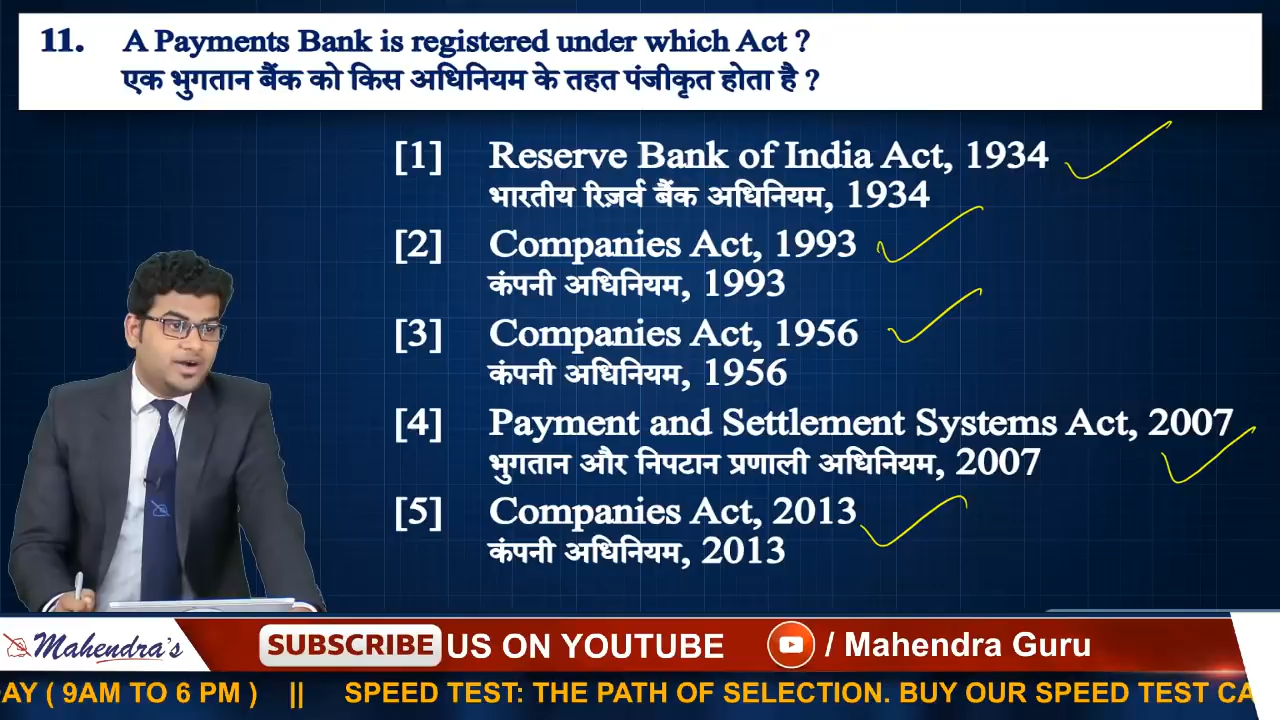 11. A Payments Bank is registered under which Act ?
एक भुगतान बैंक को किस अधिनियम के तहत पंजीकृत होता है ?
[1] Reserve Bank of India Act, 1934
भारतीय रिज़र्व बैंक अधिनियम, 1934
[2] Companies Act, 1993
कंपनी अधिनियम, 1993
[3] Companies Act, 1956
कंपनी अधिनियम, 1956
[4] Payment and Settlement Systems Act, 2007
भुगतान और निपटान प्रणाली अधिनियम, 2007
[5] Companies Act, 2013
कंपनी अधिनियम, 2013
Mahendra's SUBSCRIBE US ON YOUTUBE / Mahendra Guru
AY ( 9AM TO 6 PM ) || SPEED TEST: THE PATH OF SELECTION. BUY OUR SPEED TEST CA